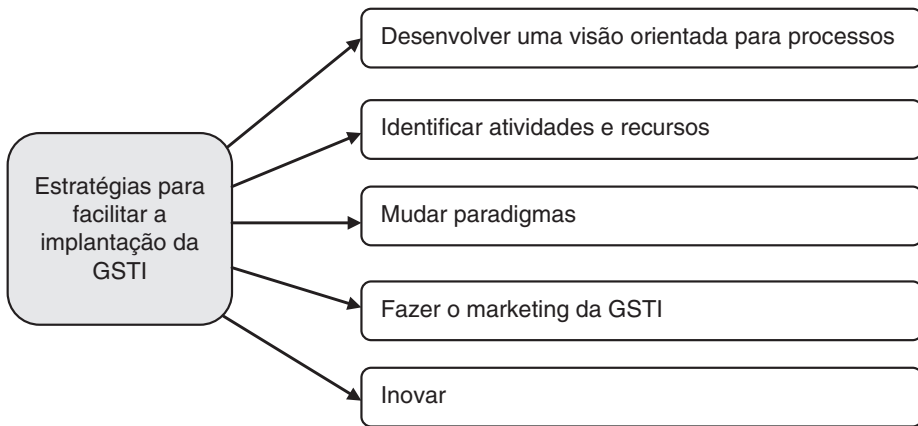 Estratégias para
facilitar a
implantação da
GSTI
Desenvolver uma visão orientada para processos
Identificar atividades e recursos
Mudar paradigmas
Fazer o marketing da GSTI
Inovar